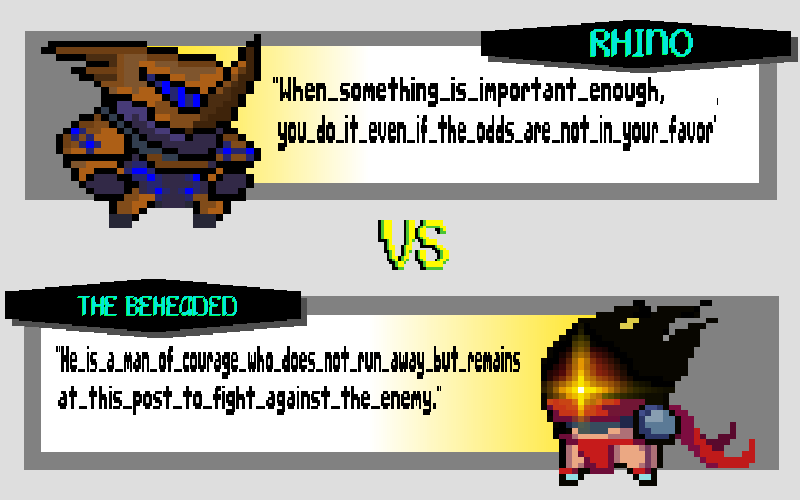 RHINO
"When_something_is_important_enough,
you_do_it_even_if_the_odds_are_not_in_your_favor'
VS
THE BEHEADED
"He_is_a_man_of_courage_who_does_not_run_away_but_remains
at_this_post_to_fight_against_the_enemy."